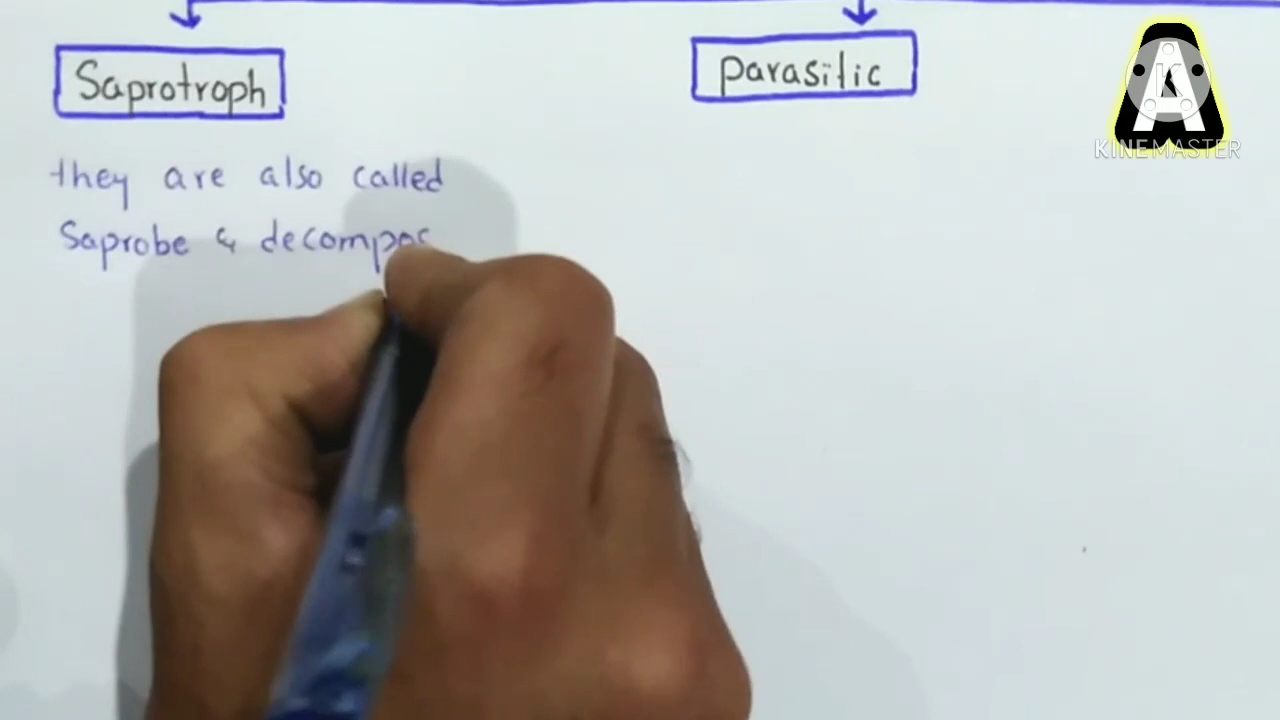 Saprotroph
parasitic
they are also called
Saprobe & decompos
A
K
KINEMASTER